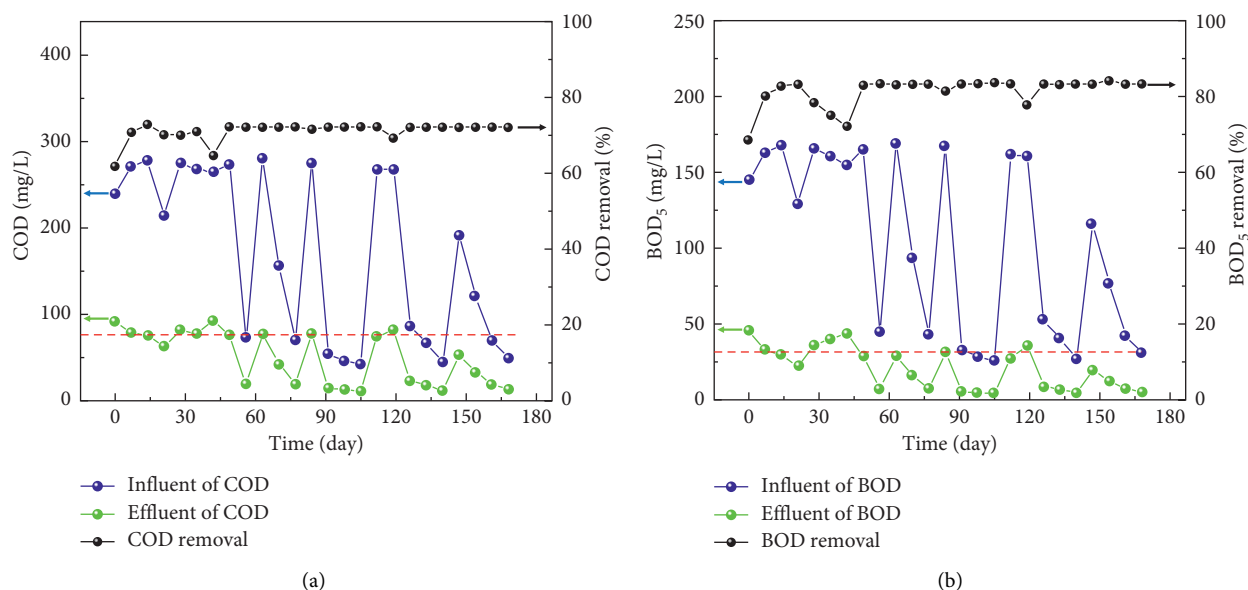 400
300
200
100
0
COD (mg/L)
100
80
60
40
20
0
COD removal (%)
0 30 60 90 120 150 180
Time (day)
Influent of COD
Effluent of COD
COD removal
(a)
250
200
150
100
50
0
BOD5 (mg/L)
100
80
60
40
20
0
BOD5 removal (%)
0 30 60 90 120 150 180
Time (day)
Influent of BOD
Effluent of BOD
BOD removal
(b)